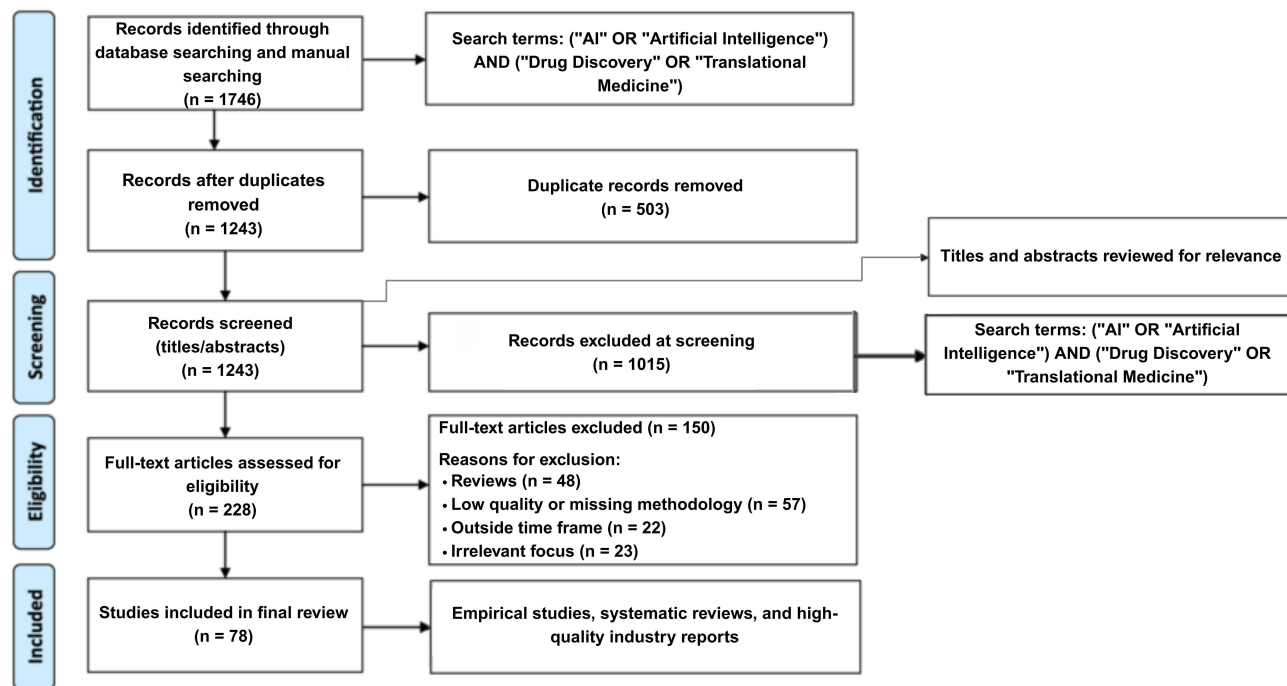 Identification
Records identified through
database searching and manual
searching
(n = 1746)
Search terms: ("AI" OR "Artificial Intelligence")
AND ("Drug Discovery" OR "Translational
Medicine")
Records after duplicates
removed
(n = 1243)
Duplicate records removed
(n = 503)
Titles and abstracts reviewed for relevance
Screening
Records screened
(titles/abstracts)
(n = 1243)
Records excluded at screening
(n = 1015)
Search terms: ("AI" OR "Artificial
Intelligence") AND ("Drug Discovery" OR
"Translational Medicine")
Eligibility
Full-text articles assessed for
eligibility
(n = 228)
Full-text articles excluded (n = 150)
Reasons for exclusion:
• Reviews (n = 48)
• Low quality or missing methodology (n = 57)
• Outside time frame (n = 22)
• Irrelevant focus (n = 23)
Included
Studies included in final review
(n = 78)
Empirical studies, systematic reviews, and high-
quality industry reports